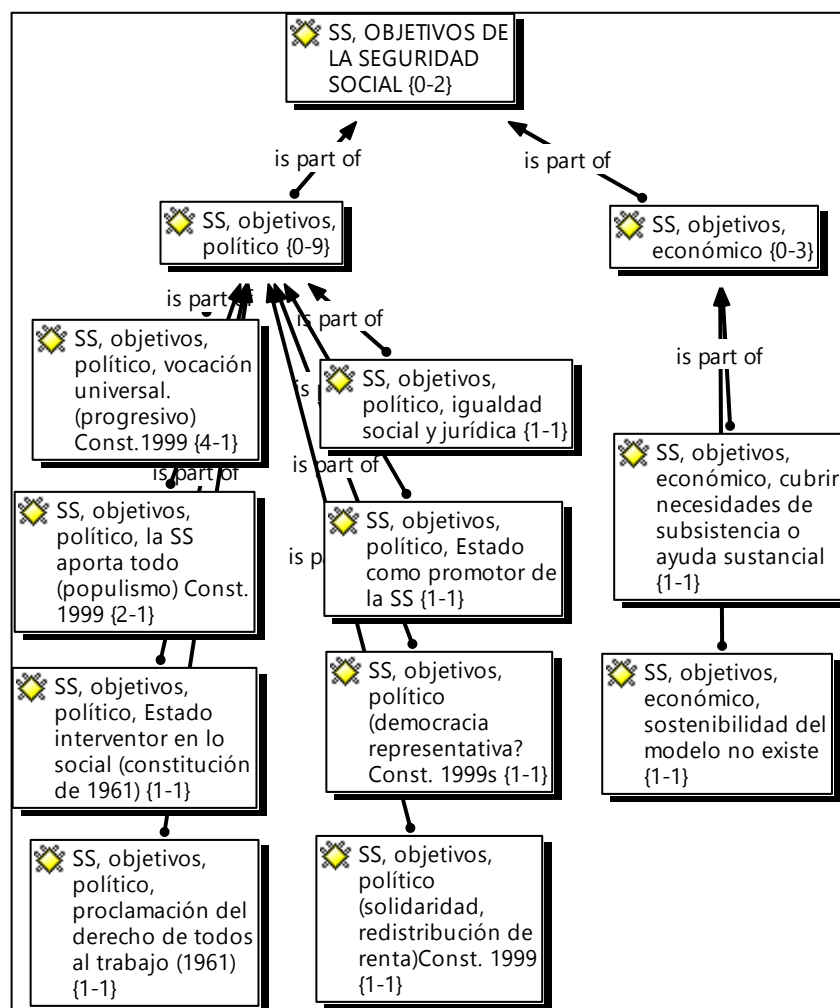 SS, OBJETIVOS DE
LA SEGURIDAD
SOCIAL {0-2}
is part of
is part of
SS, objetivos,
político {0-9}
SS, objetivos,
económico {0-3}
is part of
is part of
SS, objetivos,
político, vocación
universal.
(progresivo)
Const.1999 {4-1}
SS, objetivos,
político, igualdad
social y jurídica {1-1}
is part of
is part of
is part of
SS, objetivos,
económico, cubrir
necesidades de
subsistencia o
ayuda sustancial
{1-1}
SS, objetivos,
político, la SS
aporta todo
(populismo) Const.
1999 {2-1}
SS, objetivos,
político, Estado
como promotor de
la SS {1-1}
SS, objetivos,
político, Estado
interventor en lo
social (constitución
de 1961) {1-1}
SS, objetivos,
político
(democracia
representativa?
Const. 1999s {1-1}
SS, objetivos,
económico,
sostenibilidad del
modelo no existe
{1-1}
SS, objetivos,
político,
proclamación del
derecho de todos
al trabajo (1961)
{1-1}
SS, objetivos,
político
(solidaridad,
redistribución de
renta)Const. 1999
{1-1}